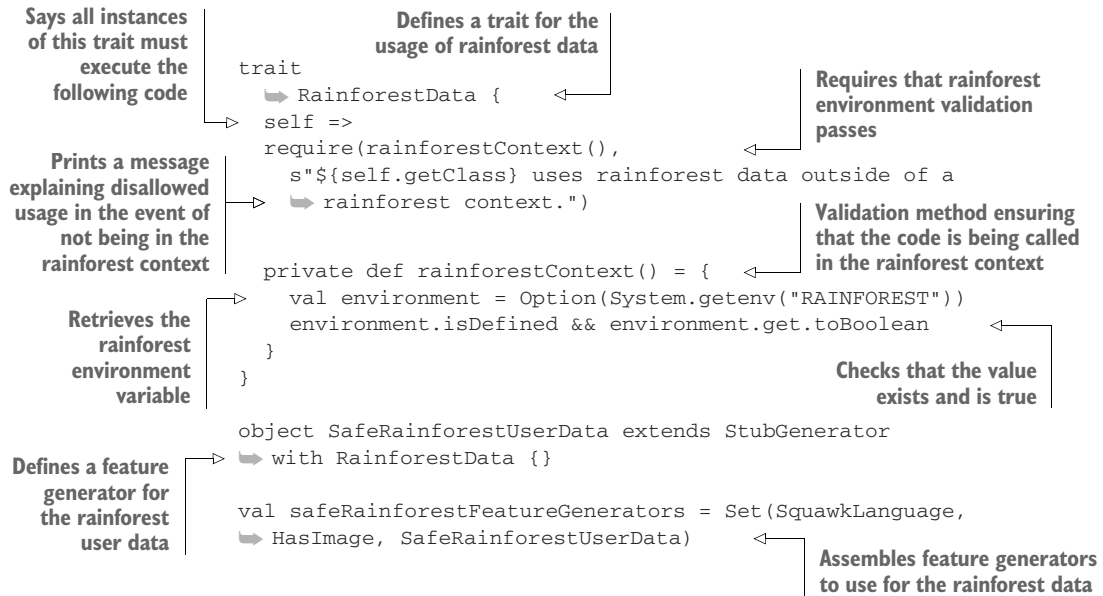 Says all instances
of this trait must
execute the
following code
Defines a trait for the
usage of rainforest data
trait
➥ RainforestData {
self =>
Requires that rainforest
environment validation
passes
require(rainforestContext(),
s"${self.getClass} uses rainforest data outside of a
➥ rainforest context.")
Prints a message
explaining disallowed
usage in the event of
not being in the
rainforest context
Validation method ensuring
that the code is being called
in the rainforest context
private def rainforestContext() = {
val environment = Option(System.getenv("RAINFOREST"))
environment.isDefined && environment.get.toBoolean
}
}
Retrieves the
rainforest
environment
variable
Checks that the value
exists and is true
object SafeRainforestUserData extends StubGenerator
➥ with RainforestData {}
Defines a feature
generator for
the rainforest
user data
val safeRainforestFeatureGenerators = Set(SquawkLanguage,
➥ HasImage, SafeRainforestUserData)
Assembles feature generators
to use for the rainforest data